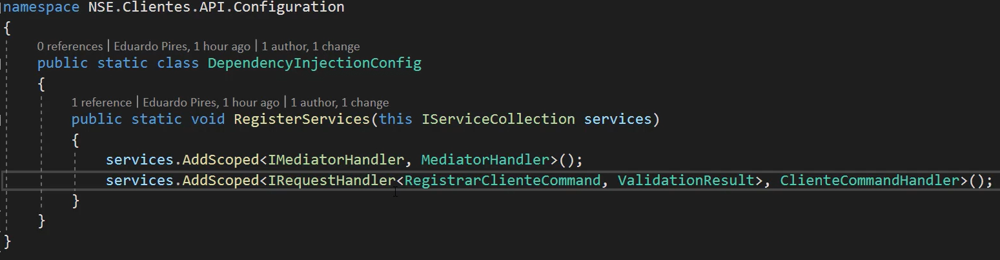 namespace NSE.Clientes.API.Configuration
{
0 references | Eduardo Pires, 1 hour ago | 1 author, 1 change
public static class DependencyInjectionConfig
{
1 reference | Eduardo Pires, 1 hour ago | 1 author, 1 change
public static void RegisterServices(this IServiceCollection services)
{
services.AddScoped<IMediatorHandler, MediatorHandler>();
services.AddScoped<IRequestHandler<RegistrarClienteCommand, ValidationResult>, ClienteCommandHandler>();
}
}
}